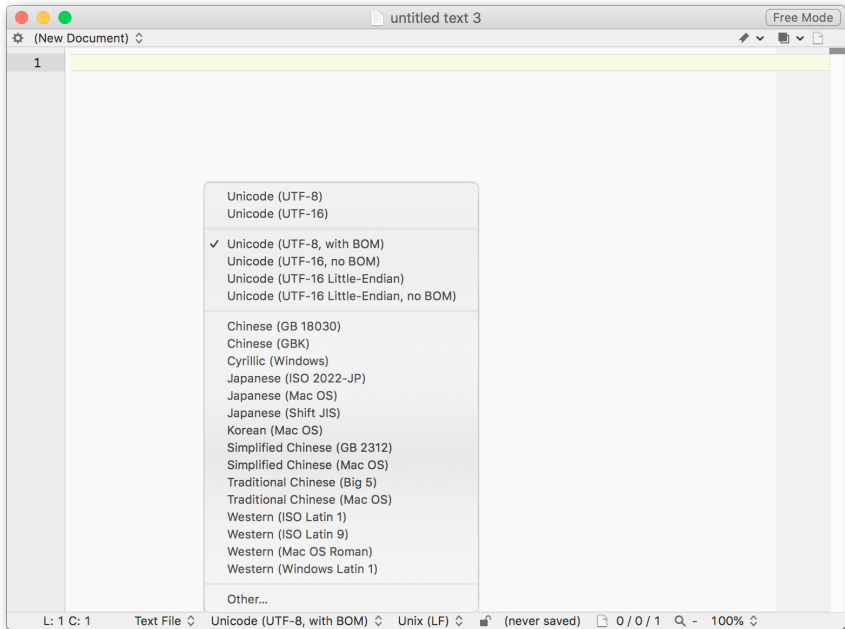 untitled text 3
Free Mode
(New Document)
1
Unicode (UTF-8)
Unicode (UTF-16)
Unicode (UTF-8, with BOM)
Unicode (UTF-16, no BOM)
Unicode (UTF-16 Little-Endian)
Unicode (UTF-16 Little-Endian, no BOM)
Chinese (GB 18030)
Chinese (GBK)
Cyrillic (Windows)
Japanese (ISO 2022-JP)
Japanese (Mac OS)
Japanese (Shift JIS)
Korean (Mac OS)
Simplified Chinese (GB 2312)
Simplified Chinese (Mac OS)
Traditional Chinese (Big 5)
Traditional Chinese (Mac OS)
Western (ISO Latin 1)
Western (ISO Latin 9)
Western (Mac OS Roman)
Western (Windows Latin 1)
Other...
L: 1 C: 1 Text File Unicode (UTF-8, with BOM) Unix (LF) (never saved) 0 / 0 / 1 - 100%